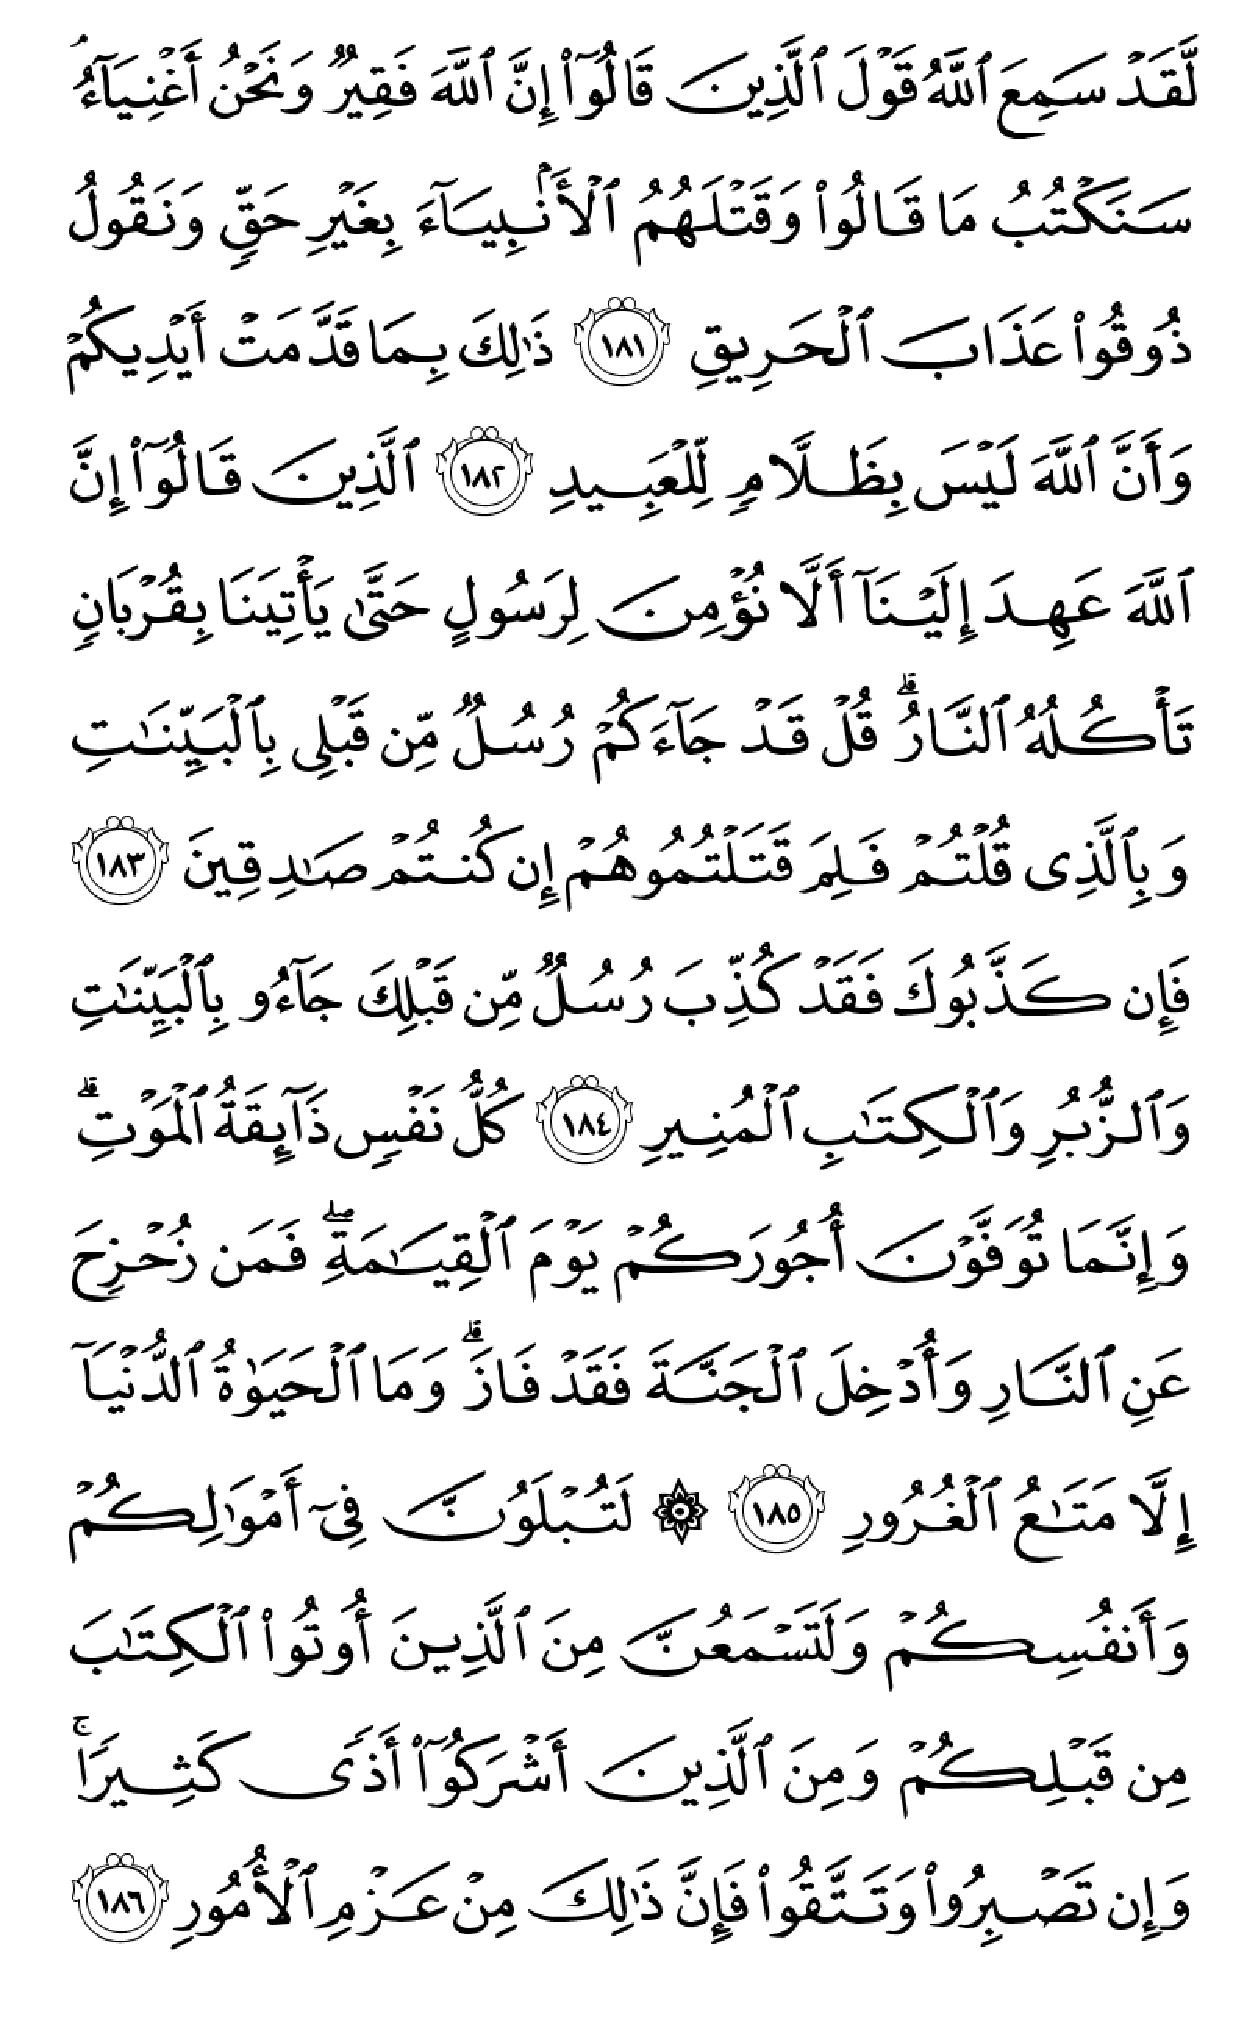 لَّقَدۡ سَمِعَ ٱللَّهُ قَوۡلَ ٱلَّذِينَ قَالُوٓاْ إِنَّ ٱللَّهَ فَقِيرٞ وَنَحۡنُ أَغۡنِيَآءُۘ
سَنَكۡتُبُ مَا قَالُواْ وَقَتۡلَهُمُ ٱلۡأَنۢبِيَآءَ بِغَيۡرِ حَقّٖ وَنَقُولُ
ذُوقُواْ عَذَابَ ٱلۡحَرِيقِ ١٨١ ذَٰلِكَ بِمَا قَدَّمَتۡ أَيۡدِيكُمۡ
وَأَنَّ ٱللَّهَ لَيۡسَ بِظَلَّامٖ لِّلۡعَبِيدِ ١٨٢ ٱلَّذِينَ قَالُوٓاْ إِنَّ
ٱللَّهَ عَهِدَ إِلَيۡنَآ أَلَّا نُؤۡمِنَ لِرَسُولٍ حَتَّىٰ يَأۡتِيَنَا بِقُرۡبَانٖ
تَأۡكُلُهُ ٱلنَّارُۗ قُلۡ قَدۡ جَآءَكُمۡ رُسُلٞ مِّن قَبۡلِي بِٱلۡبَيِّنَٰتِ
وَبِٱلَّذِي قُلۡتُمۡ فَلِمَ قَتَلۡتُمُوهُمۡ إِن كُنتُمۡ صَٰدِقِينَ ١٨٣
فَإِن كَذَّبُوكَ فَقَدۡ كُذِّبَ رُسُلٞ مِّن قَبۡلِكَ جَآءُو بِٱلۡبَيِّنَٰتِ
وَٱلزُّبُرِ وَٱلۡكِتَٰبِ ٱلۡمُنِيرِ ١٨٤ كُلُّ نَفۡسٖ ذَآئِقَةُ ٱلۡمَوۡتِۗ
وَإِنَّمَا تُوَفَّوۡنَ أُجُورَكُمۡ يَوۡمَ ٱلۡقِيَٰمَةِۖ فَمَن زُحۡزِحَ
عَنِ ٱلنَّارِ وَأُدۡخِلَ ٱلۡجَنَّةَ فَقَدۡ فَازَۗ وَمَا ٱلۡحَيَوٰةُ ٱلدُّنۡيَآ
إِلَّا مَتَٰعُ ٱلۡغُرُورِ ١٨٥ ۞ لَتُبۡلَوُنَّ فِيٓ أَمۡوَٰلِكُمۡ
وَأَنفُسِكُمۡ وَلَتَسۡمَعُنَّ مِنَ ٱلَّذِينَ أُوتُواْ ٱلۡكِتَٰبَ
مِن قَبۡلِكُمۡ وَمِنَ ٱلَّذِينَ أَشۡرَكُوٓاْ أَذٗى كَثِيرٗاۚ
وَإِن تَصۡبِرُواْ وَتَتَّقُواْ فَإِنَّ ذَٰلِكَ مِنۡ عَزۡمِ ٱلۡأُمُورِ ١٨٦